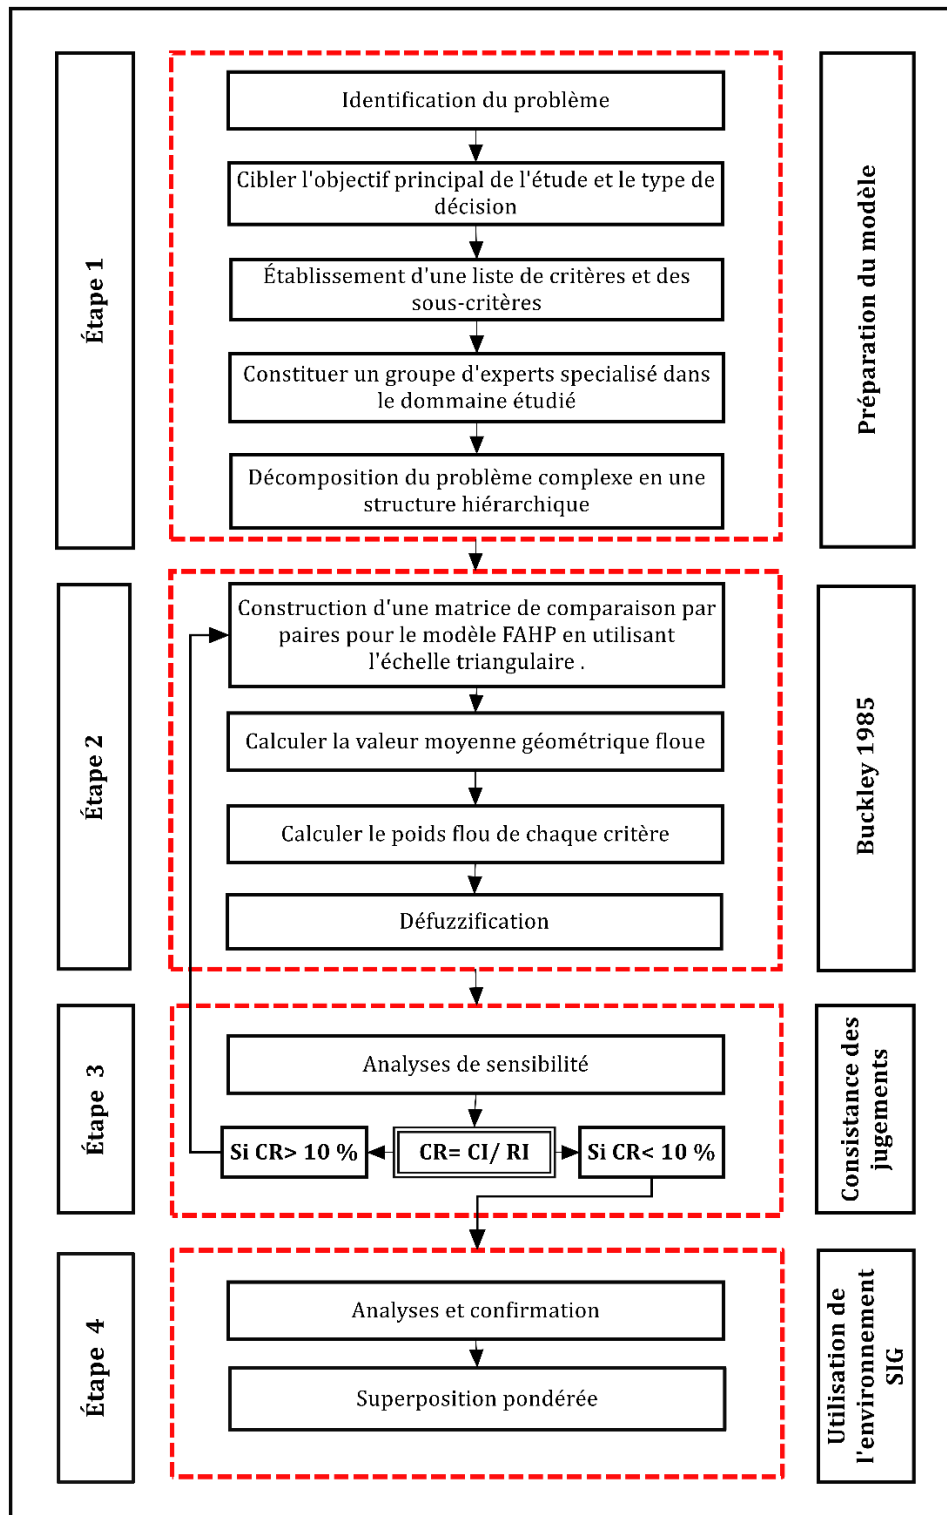 Étape 1
Identification du problème
Cibler l'objectif principal de l'étude et le type de
décision
Établissement d'une liste de critères et des
sous-critères
Constituer un groupe d'experts specialisé dans
le dommaine étudié
Décomposition du problème complexe en une
structure hiérarchique
Préparation du modèle
Étape 2
Construction d'une matrice de comparaison par
paires pour le modèle FAHP en utilisant
l'échelle triangulaire .
Calculer la valeur moyenne géométrique floue
Calculer le poids flou de chaque critère
Défuzzification
Buckley 1985
Étape 3
Analyses de sensibilité
Si CR> 10 %
CR= CI/ RI
Si CR< 10 %
Consistance des
jugements
Étape 4
Analyses et confirmation
Superposition pondérée
Utilisation de
l'environnement
SIG